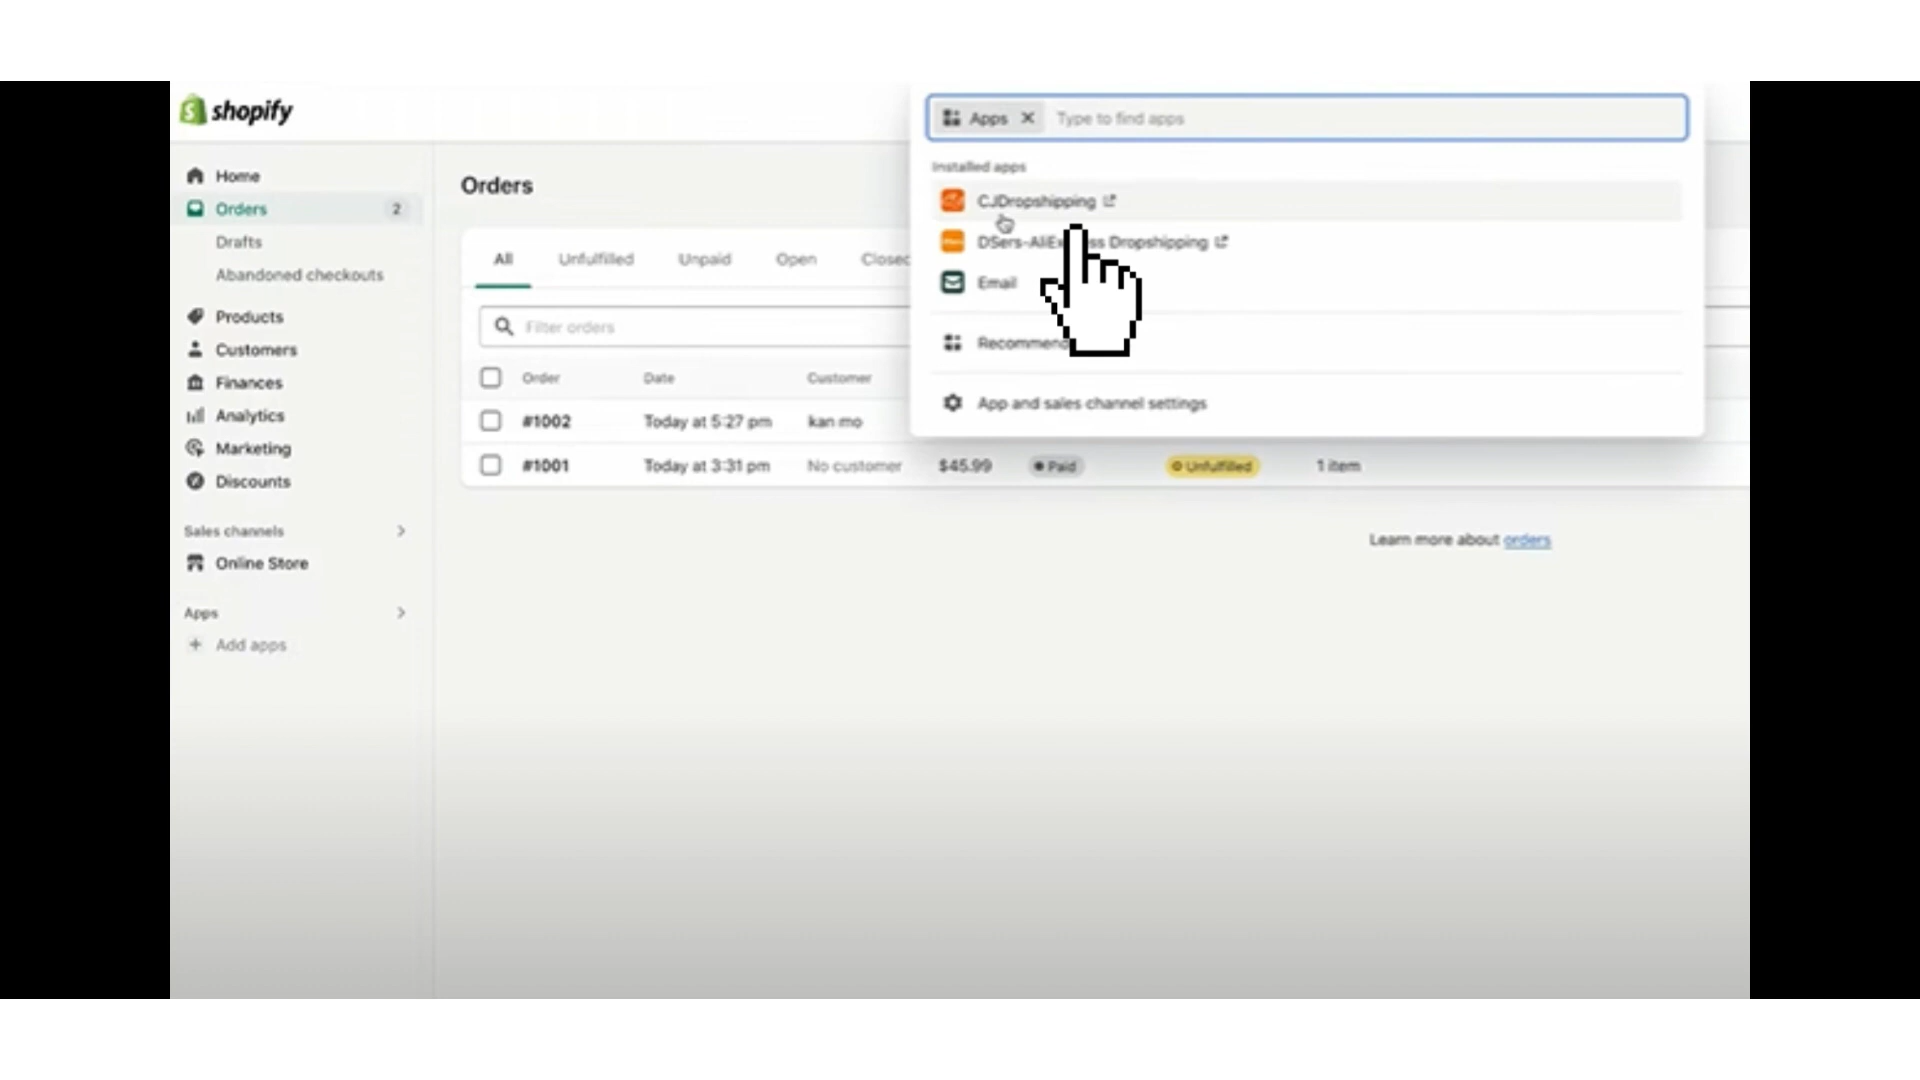 shopify
Apps Type to find apps
Installed apps
CJDropshipping
DSers-AliEx ss Dropshipping
Email
Recommend
App and sales channel settings
Home
Orders 2
Drafts
Abandoned checkouts
Products
Customers
Finances
Analytics
Marketing
Discounts
Sales channels
Online Store
Apps
Add apps
Orders
All Unfulfilled Unpaid Open Closed
Filter orders
Order Date Customer
#1002 Today at 5:27 pm kan mo
#1001 Today at 3:31 pm No customer $45.99 Paid Unfulfilled 1 item
Learn more about orders